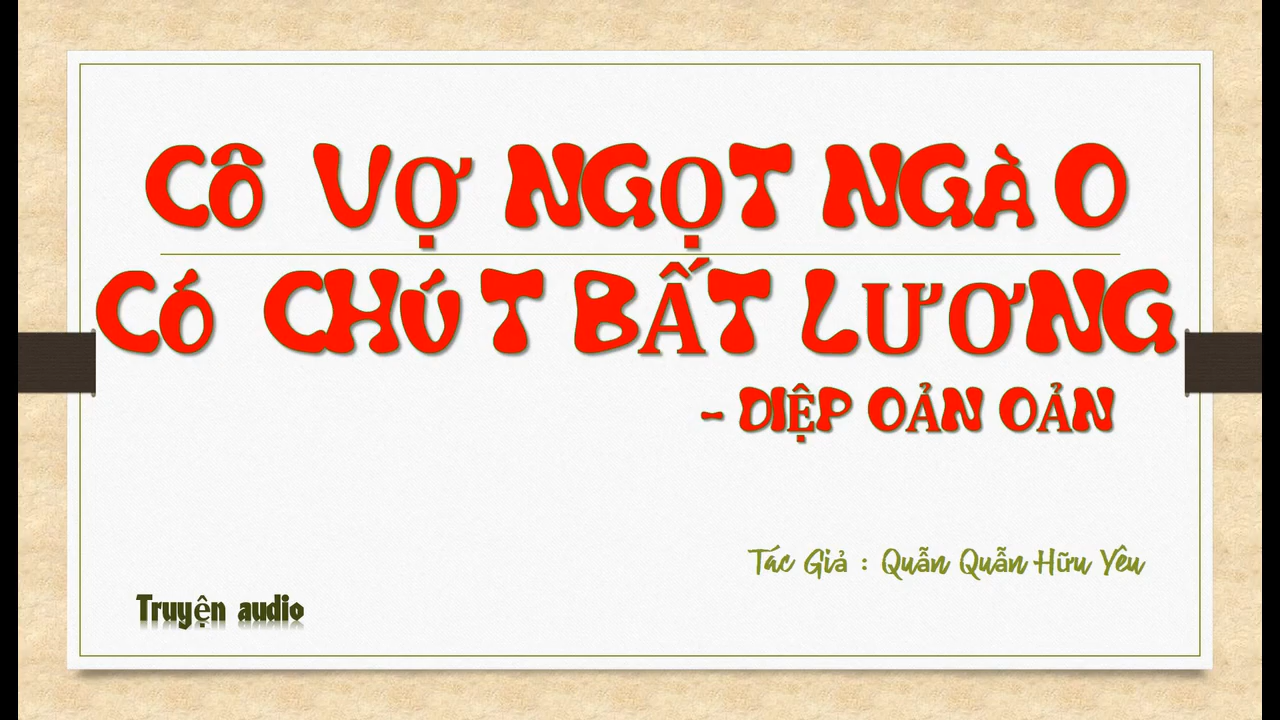 CÔ VỢ NGỌT NGÀO
CÓ CHÚT BẤT LƯƠNG
- DIỆP OẢN OẢN
Tác Giả : Quẫn Quẫn Hữu Yêu
Truyện audio